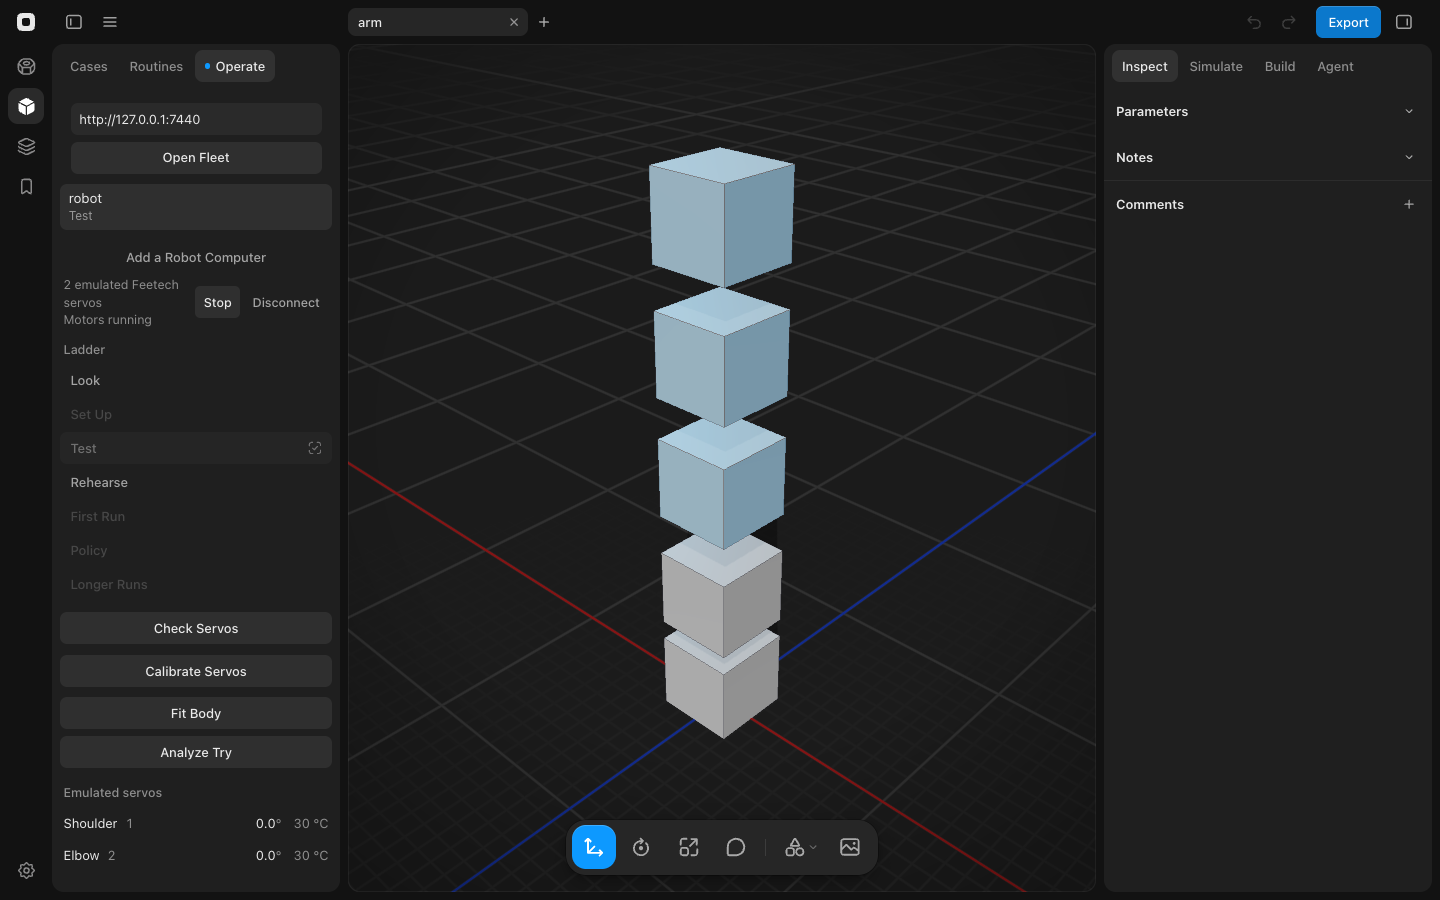 arm
Export
Cases
Routines
Operate
http://127.0.0.1:7440
Open Fleet
robot
Test
Add a Robot Computer
2 emulated Feetech
servos
Motors running
Stop
Disconnect
Ladder
Look
Set Up
Test
Rehearse
First Run
Policy
Longer Runs
Check Servos
Calibrate Servos
Fit Body
Analyze Try
Emulated servos
Shoulder 1 0.0° 30 °C
Elbow 2 0.0° 30 °C
Inspect
Simulate
Build
Agent
Parameters
Notes
Comments